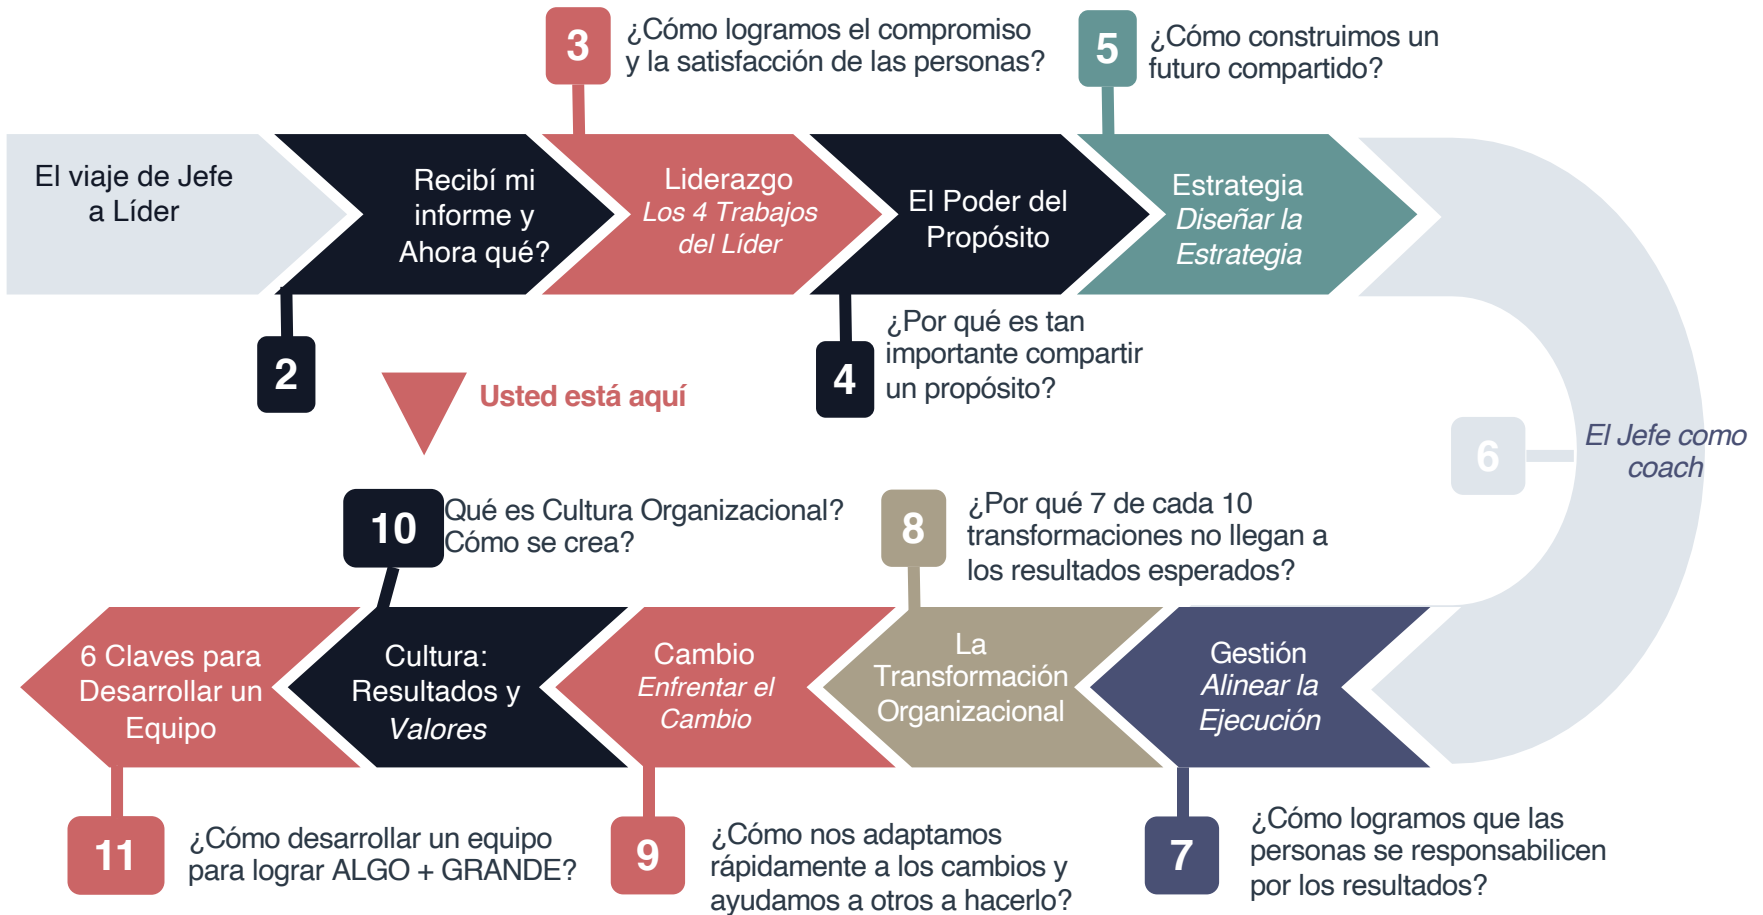 3
¿Cómo logramos el compromiso
y la satisfacción de las personas?
5
¿Cómo construimos un
futuro compartido?
El viaje de Jefe
a Líder
Recibí mi
informe y
Ahora qué?
Liderazgo
Los 4 Trabajos
del Líder
El Poder del
Propósito
Estrategia
Diseñar la
Estrategia
2
Usted está aquí
4
¿Por qué es tan
importante compartir
un propósito?
6
El Jefe como
coach
10
Qué es Cultura Organizacional?
Cómo se crea?
8
¿Por qué 7 de cada 10
transformaciones no llegan a
los resultados esperados?
6 Claves para
Desarrollar un
Equipo
Cultura:
Resultados y
Valores
Cambio
Enfrentar el
Cambio
La
Transformación
Organizacional
Gestión
Alinear la
Ejecución
11
¿Cómo desarrollar un equipo
para lograr ALGO + GRANDE?
9
¿Cómo nos adaptamos
rápidamente a los cambios y
ayudamos a otros a hacerlo?
7
¿Cómo logramos que las
personas se responsabilicen
por los resultados?